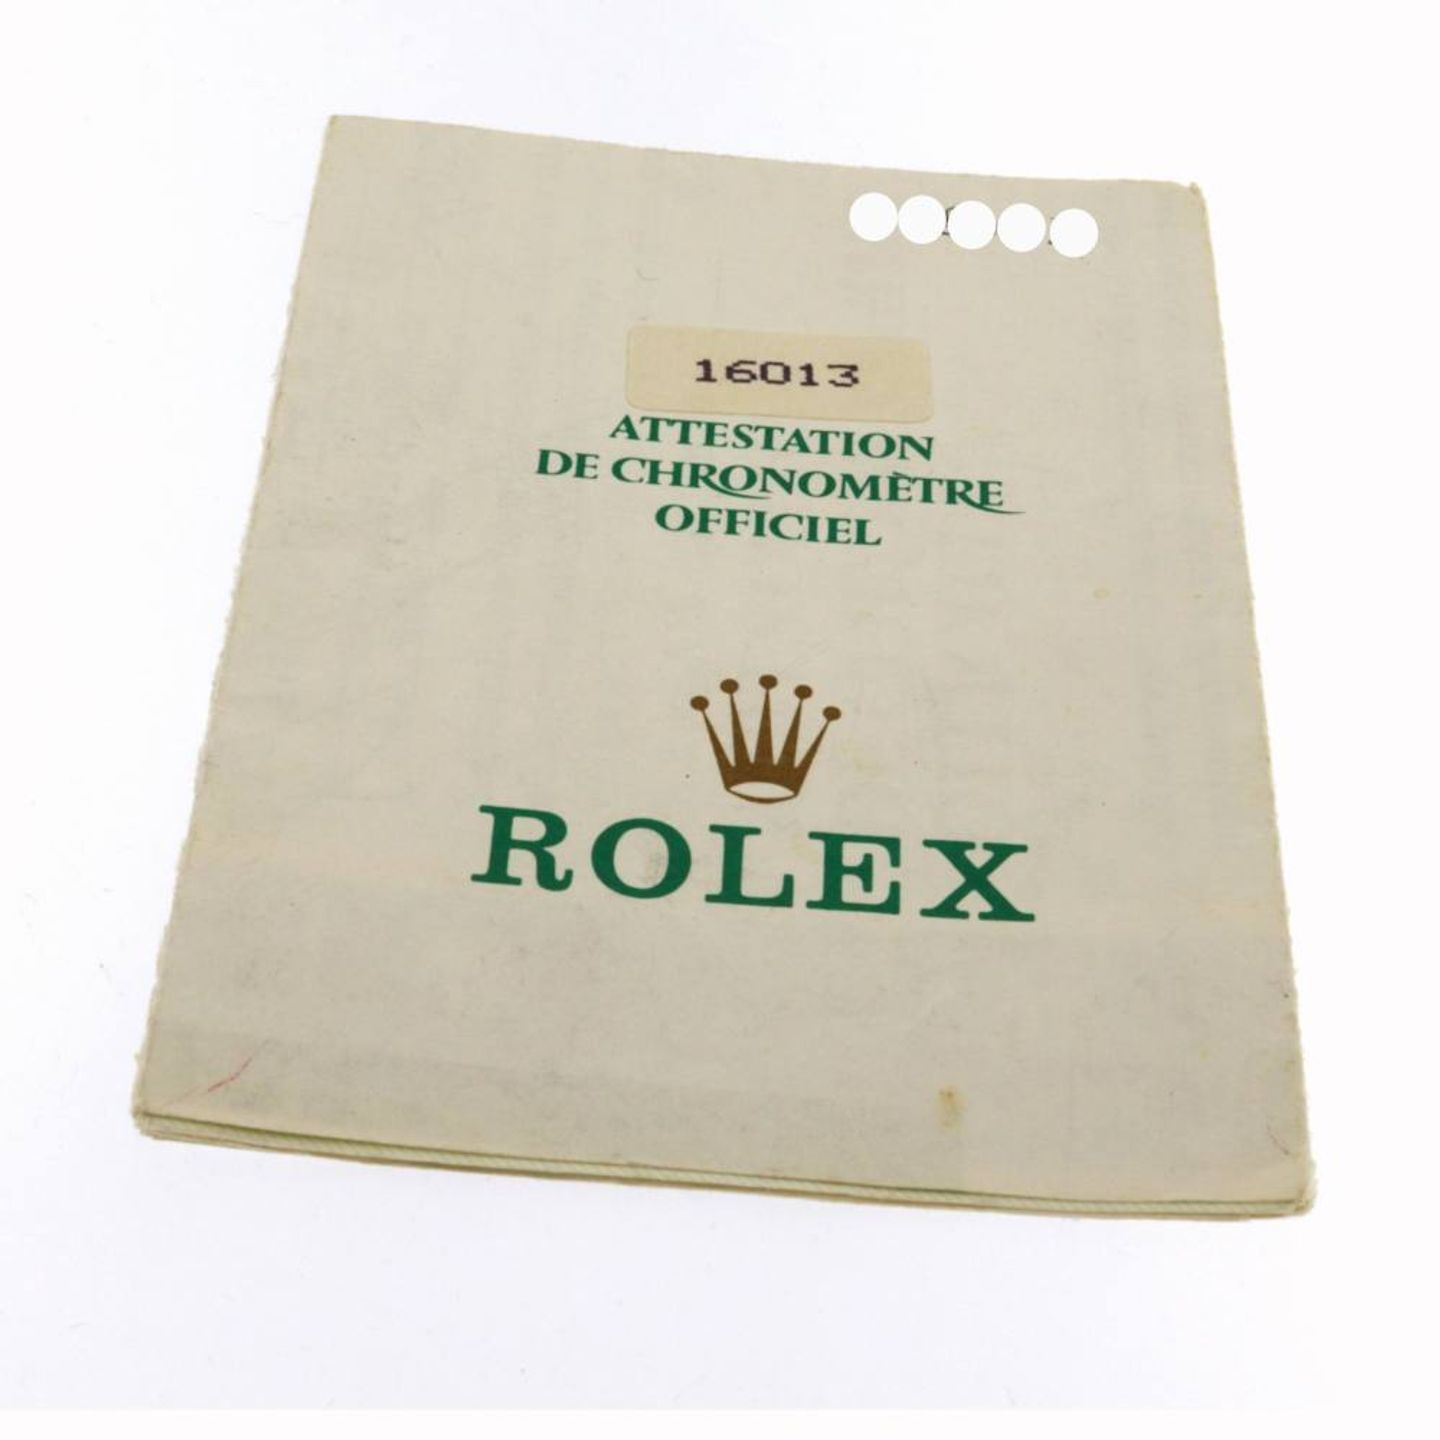 16013
ATTESTATION
DE CHRONOMÈTRE
OFFICIEL
ROLEX